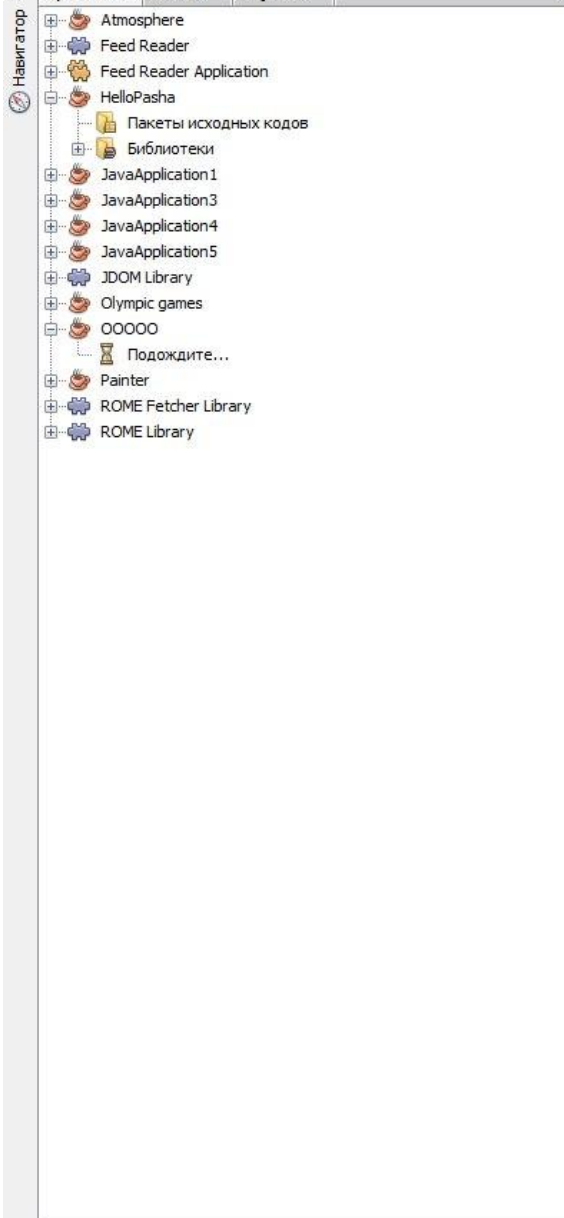 Навигатор
Atmosphere
Feed Reader
Feed Reader Application
HelloPasha
Пакеты исходных кодов
Библиотеки
JavaApplication1
JavaApplication3
JavaApplication4
JavaApplication5
JDOM Library
Olympic games
OOOOO
Подождите...
Painter
ROME Fetcher Library
ROME Library